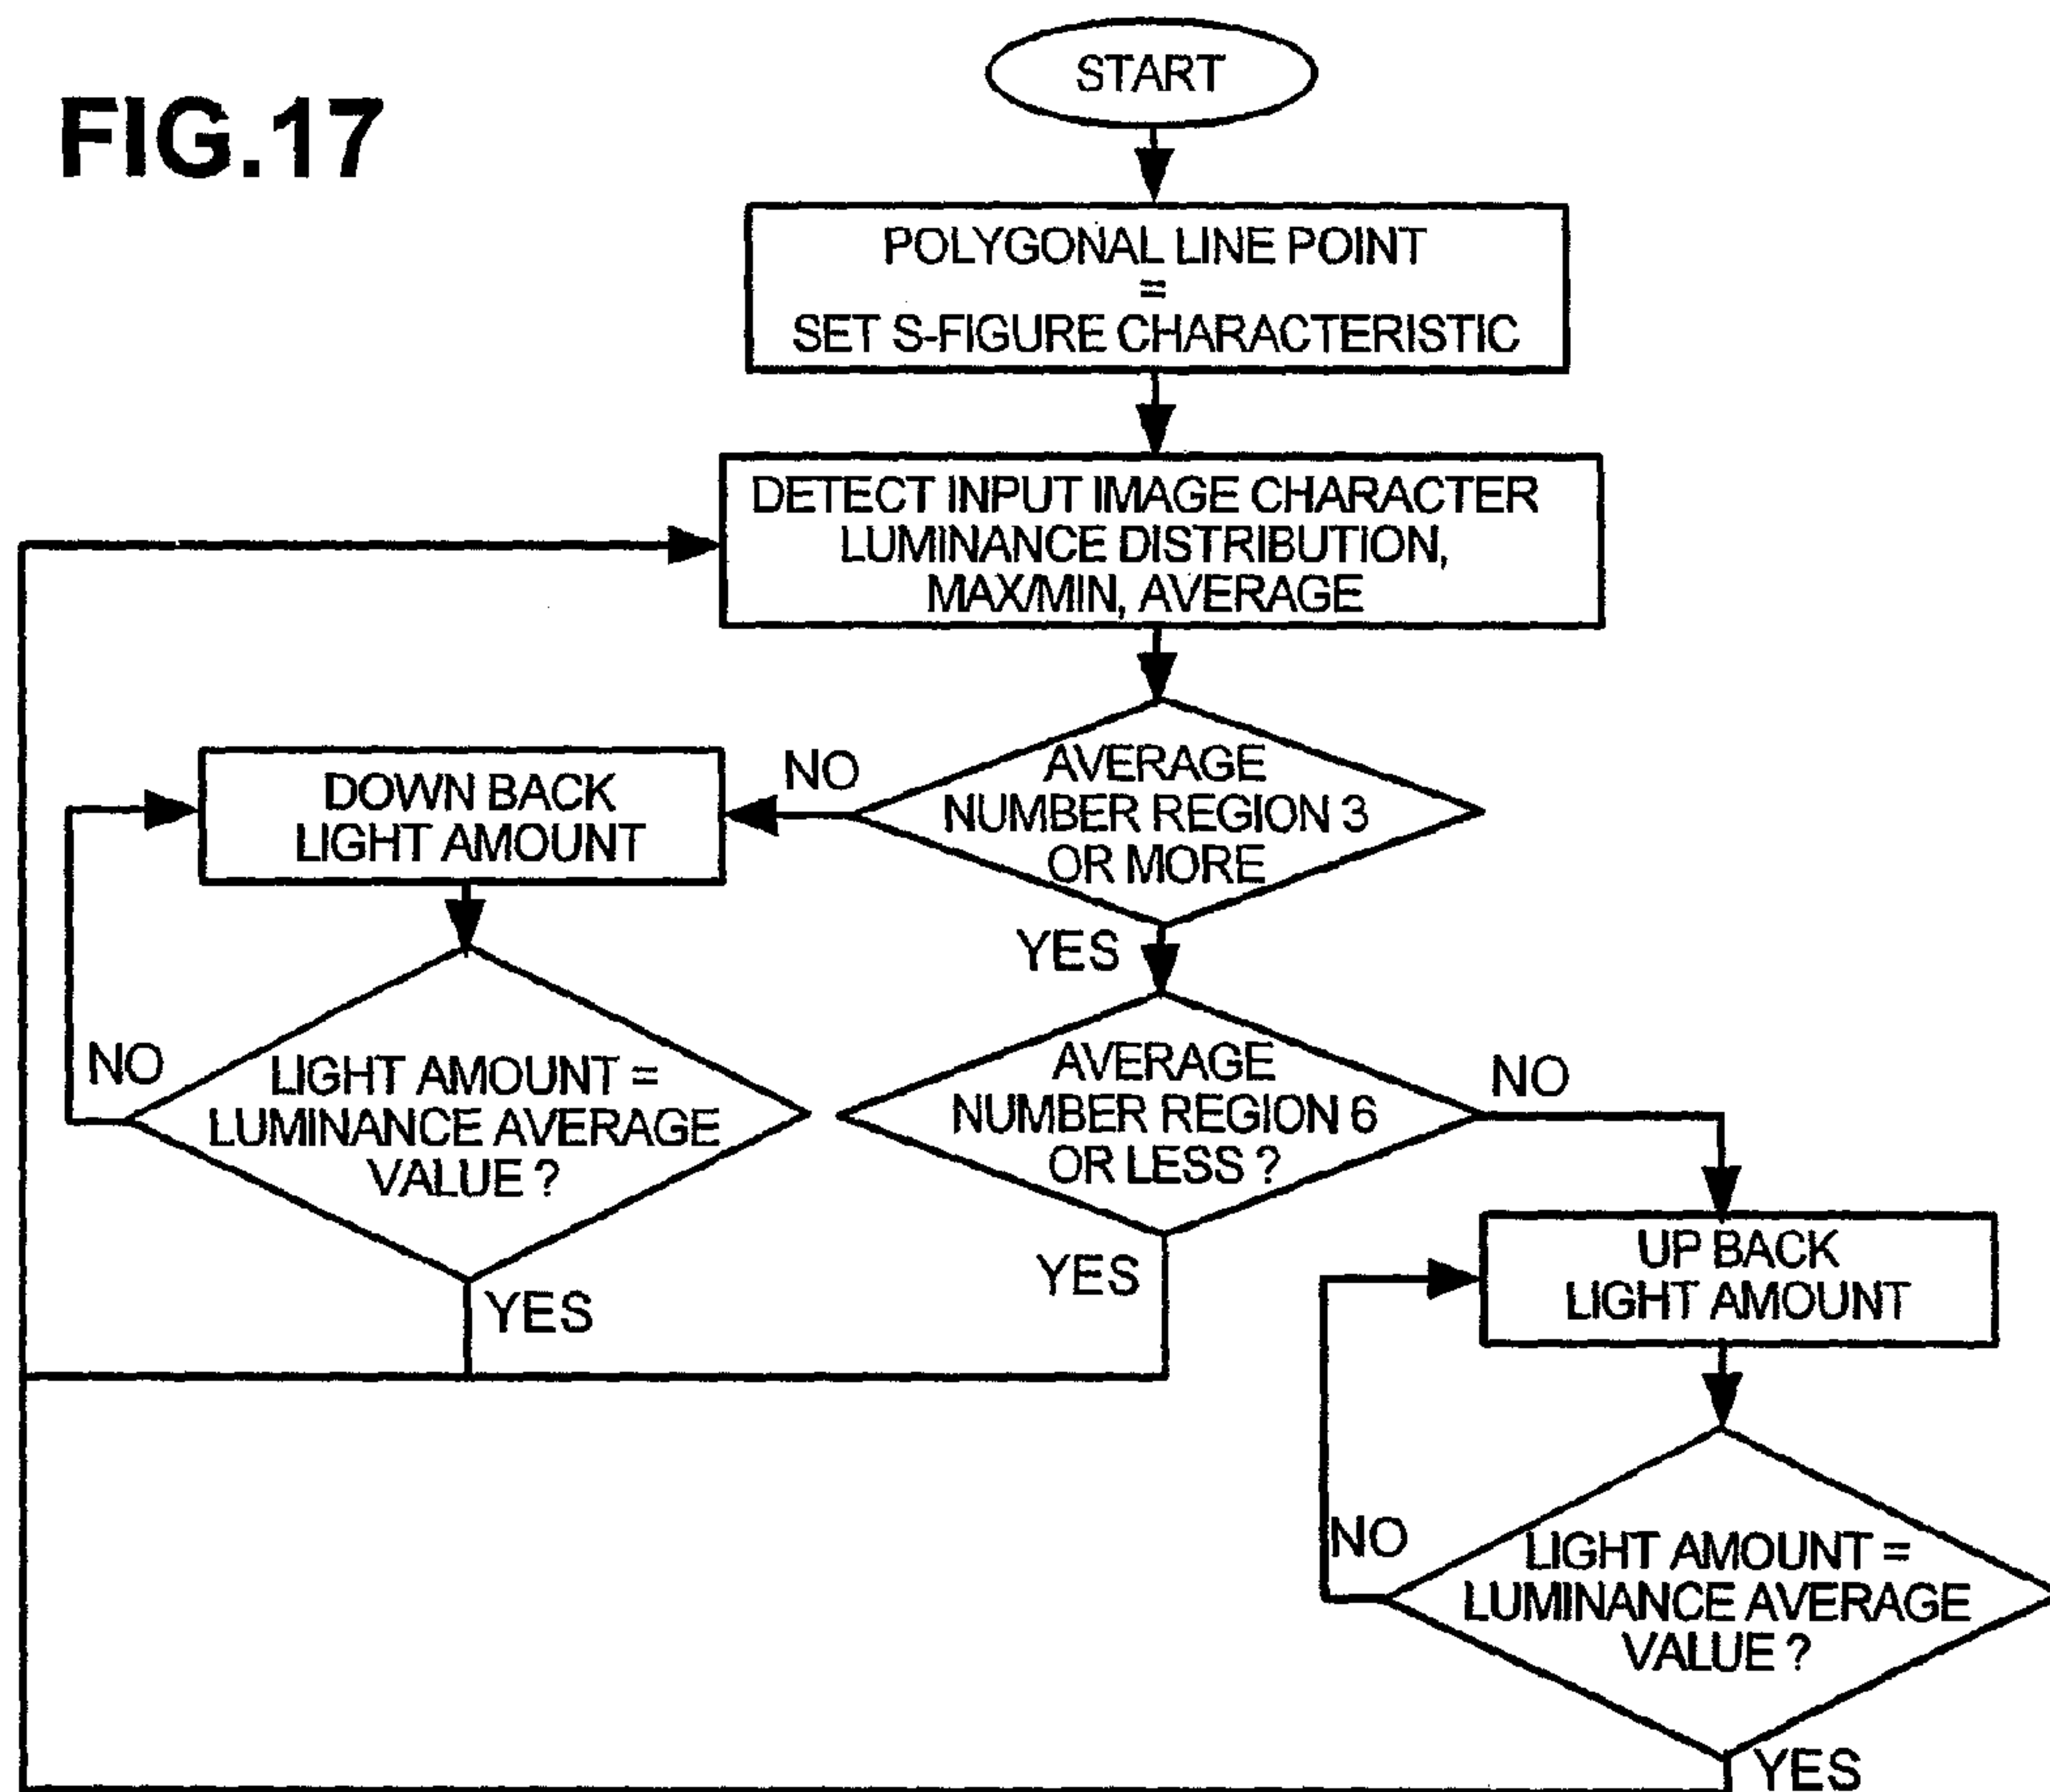 FIG.17
START
POLYGONAL LINE POINT
=
SET S-FIGURE CHARACTERISTIC
DETECT INPUT IMAGE CHARACTER
LUMINANCE DISTRIBUTION,
MAX/MIN, AVERAGE
AVERAGE
NUMBER REGION 3
OR MORE
NO
YES
DOWN BACK
LIGHT AMOUNT
LIGHT AMOUNT =
LUMINANCE AVERAGE
VALUE ?
NO
YES
AVERAGE
NUMBER REGION 6
OR LESS ?
NO
YES
UP BACK
LIGHT AMOUNT
LIGHT AMOUNT =
LUMINANCE AVERAGE
VALUE ?
NO
YES